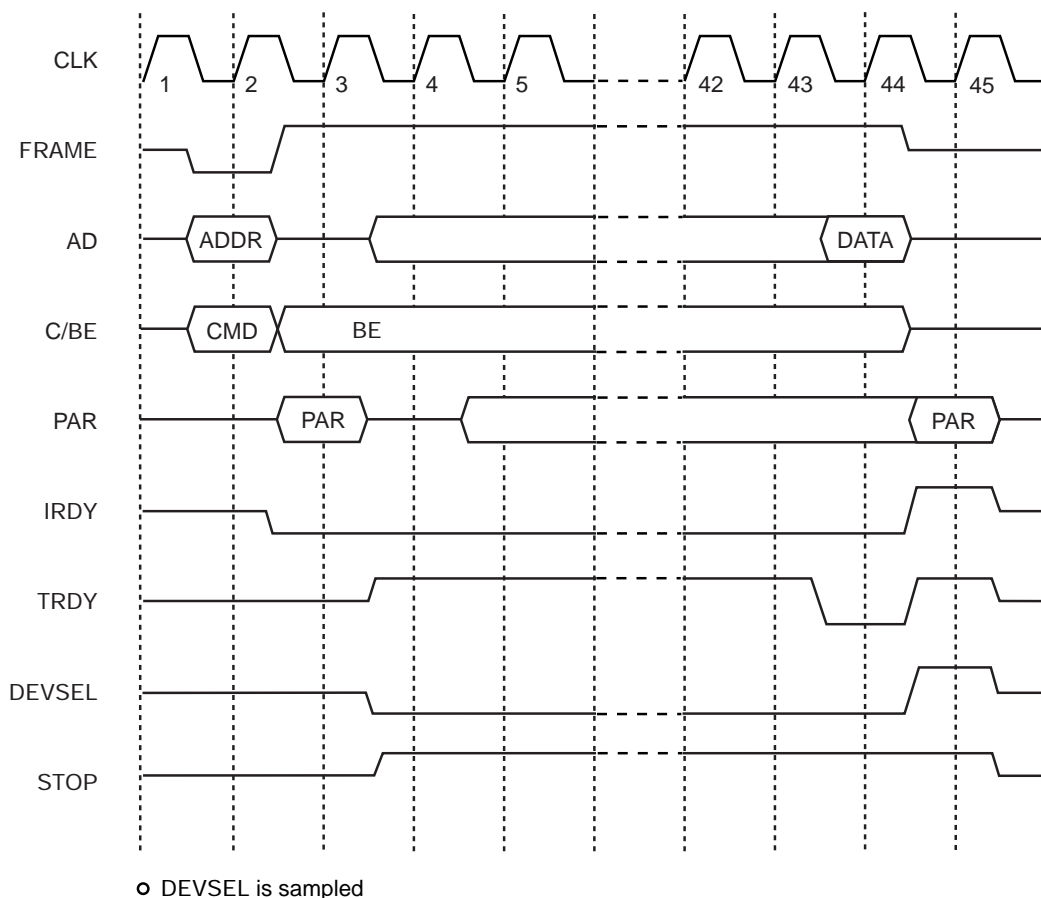 CLK
1 2 3 4 5 42 43 44 45
FRAME
AD ADDR DATA
C/BE CMD BE
PAR PAR PAR
IRDY
TRDY
DEVSEL
STOP
DEVSEL is sampled